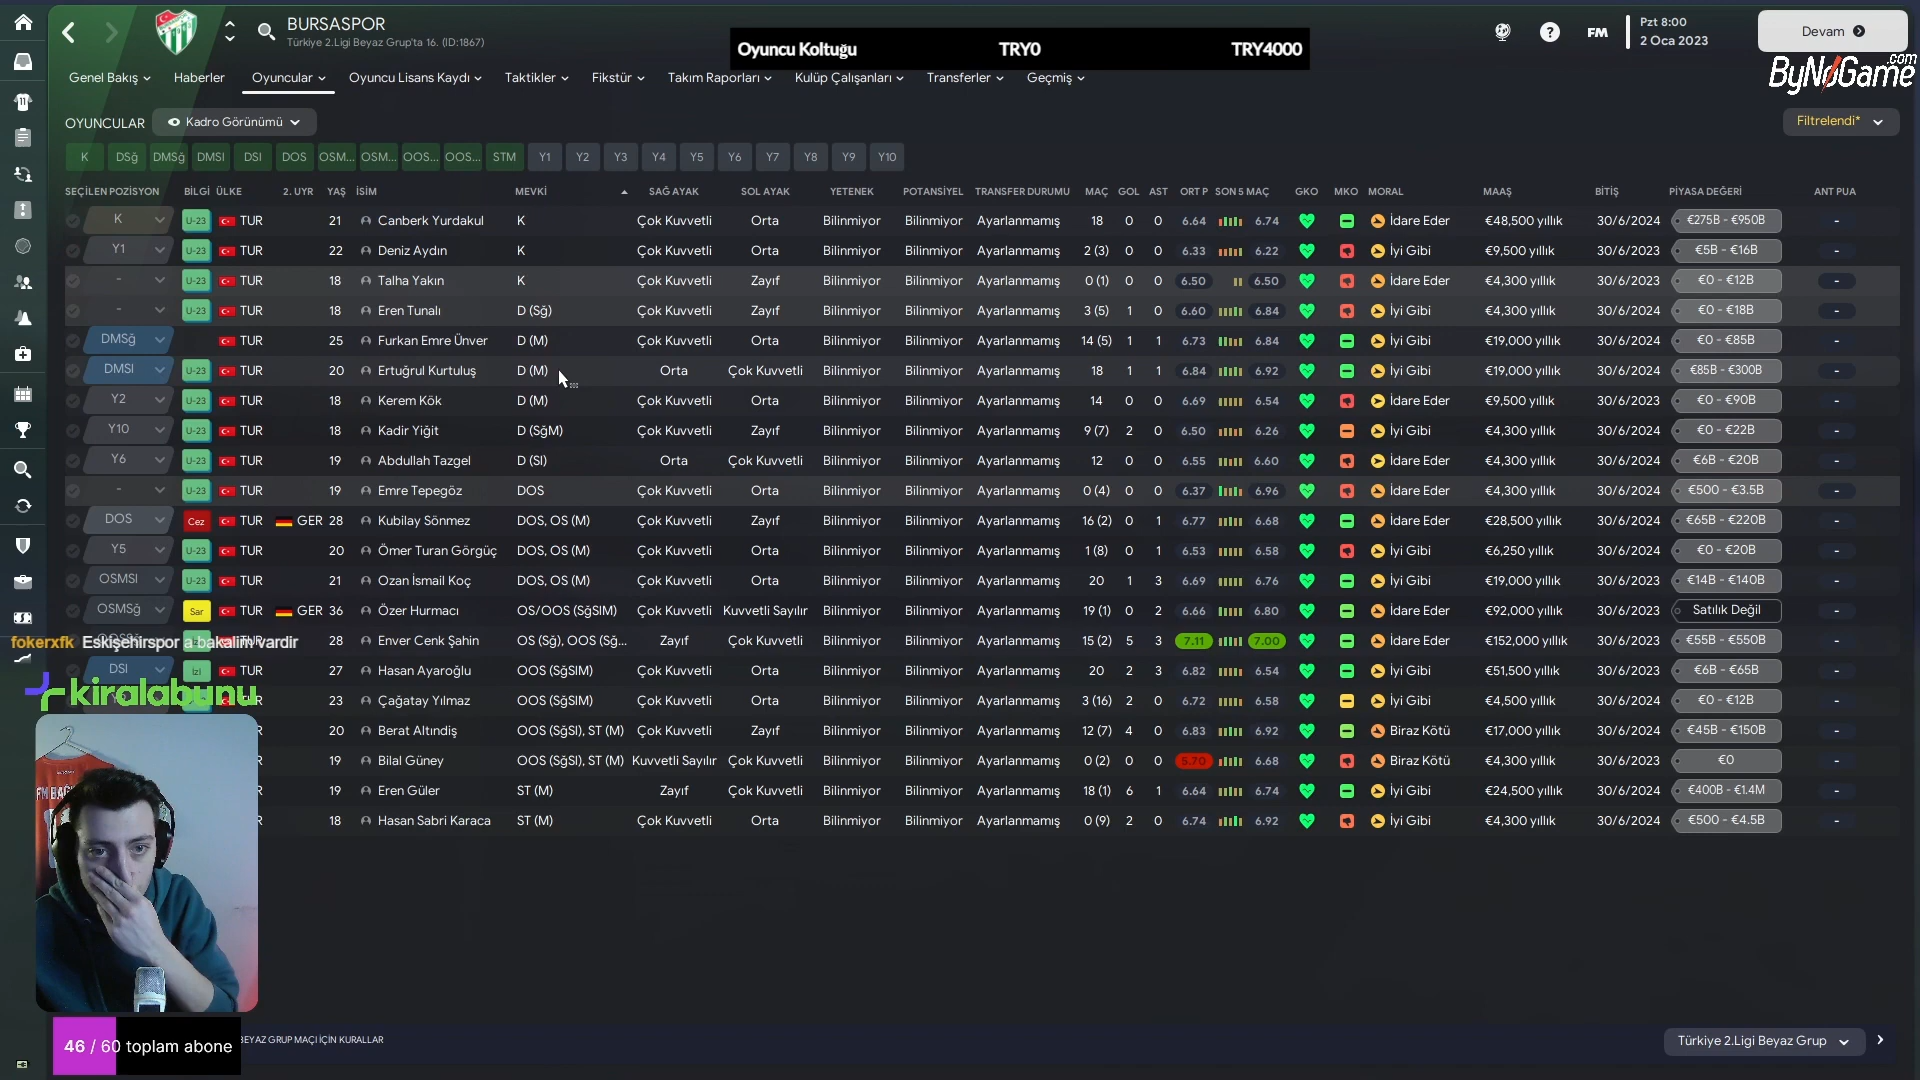 BURSASPOR
Türkiye 2.Ligi Beyaz Grup'ta 16. (ID:1867)
Oyuncu Koltuğu TRY0 TRY4000
FM
Pzt 8:00
2 Oca 2023
Devam
ByNoGame.com
Genel Bakış Haberler Oyuncular Oyuncu Lisans Kaydı Taktikler Fikstür Takım Raporları Kulüp Çalışanları Transferler Geçmiş
OYUNCULAR Kadro Görünümü Filtrelendi*
K DSğ DMSğ DMSl DSl DOS OSM... OSM... OOS... OOS... STM Y1 Y2 Y3 Y4 Y5 Y6 Y7 Y8 Y9 Y10
SEÇİLEN POZİSYON BİLGİ ÜLKE 2. UYR YAŞ İSİM MEVKİ SAĞ AYAK SOL AYAK YETENEK POTANSİYEL TRANSFER DURUMU MAÇ GOL AST ORT P SON 5 MAÇ GKO MKO MORAL MAAŞ BİTİŞ PİYASA DEĞERİ ANT PUA
K U-23 TUR 21 Canberk Yurdakul K Çok Kuvvetli Orta Bilinmiyor Bilinmiyor Ayarlanmamış 18 0 0 6.64 6.74 İdare Eder €48,500 yıllık 30/6/2024 €275B - €950B -
Y1 U-23 TUR 22 Deniz Aydın K Çok Kuvvetli Orta Bilinmiyor Bilinmiyor Ayarlanmamış 2 (3) 0 0 6.33 6.22 İyi Gibi €9,500 yıllık 30/6/2023 €5B - €16B -
- U-23 TUR 18 Talha Yakın K Çok Kuvvetli Zayıf Bilinmiyor Bilinmiyor Ayarlanmamış 0 (1) 0 0 6.50 6.50 İdare Eder €4,300 yıllık 30/6/2023 €0 - €12B -
- U-23 TUR 18 Eren Tunalı D (Sğ) Çok Kuvvetli Zayıf Bilinmiyor Bilinmiyor Ayarlanmamış 3 (5) 1 0 6.60 6.84 İyi Gibi €4,300 yıllık 30/6/2024 €0 - €18B -
DMSğ TUR 25 Furkan Emre Ünver D (M) Çok Kuvvetli Orta Bilinmiyor Bilinmiyor Ayarlanmamış 14 (5) 1 1 6.73 6.84 İyi Gibi €19,000 yıllık 30/6/2023 €0 - €85B -
DMSl U-23 TUR 20 Ertuğrul Kurtuluş D (M) Orta Çok Kuvvetli Bilinmiyor Bilinmiyor Ayarlanmamış 18 1 1 6.84 6.92 İyi Gibi €19,000 yıllık 30/6/2024 €85B - €300B -
Y2 U-23 TUR 18 Kerem Kök D (M) Çok Kuvvetli Orta Bilinmiyor Bilinmiyor Ayarlanmamış 14 0 0 6.69 6.54 İdare Eder €9,500 yıllık 30/6/2023 €0 - €90B -
Y10 U-23 TUR 18 Kadir Yiğit D (SğM) Çok Kuvvetli Zayıf Bilinmiyor Bilinmiyor Ayarlanmamış 9 (7) 2 0 6.50 6.26 İyi Gibi €4,300 yıllık 30/6/2024 €0 - €22B -
Y6 U-23 TUR 19 Abdullah Tazgel D (Sl) Orta Çok Kuvvetli Bilinmiyor Bilinmiyor Ayarlanmamış 12 0 0 6.55 6.60 İdare Eder €4,300 yıllık 30/6/2024 €6B - €20B -
- U-23 TUR 19 Emre Tepegöz DOS Çok Kuvvetli Orta Bilinmiyor Bilinmiyor Ayarlanmamış 0 (4) 0 0 6.37 6.96 İdare Eder €4,300 yıllık 30/6/2024 €500 - €3.5B -
DOS Cez TUR GER 28 Kubilay Sönmez DOS, OS (M) Çok Kuvvetli Zayıf Bilinmiyor Bilinmiyor Ayarlanmamış 16 (2) 0 1 6.77 6.68 İdare Eder €28,500 yıllık 30/6/2024 €65B - €220B -
Y5 U-23 TUR 20 Ömer Turan Görgüç DOS, OS (M) Çok Kuvvetli Orta Bilinmiyor Bilinmiyor Ayarlanmamış 1 (8) 0 1 6.53 6.58 İyi Gibi €6,250 yıllık 30/6/2024 €0 - €20B -
OSMSl U-23 TUR 21 Ozan İsmail Koç DOS, OS (M) Çok Kuvvetli Orta Bilinmiyor Bilinmiyor Ayarlanmamış 20 1 3 6.69 6.76 İyi Gibi €19,000 yıllık 30/6/2023 €14B - €140B -
OSMSğ Sar TUR GER 36 Özer Hurmacı OS/OOS (SğSlM) Çok Kuvvetli Kuvvetli Sayılır Bilinmiyor Bilinmiyor Ayarlanmamış 19 (1) 0 2 6.66 6.80 İdare Eder €92,000 yıllık 30/6/2023 Satılık Değil -
fokerxfk Eskişehirspor a bakalim vardir
28 Enver Cenk Şahin OS (Sğ), OOS (Sğ... Zayıf Çok Kuvvetli Bilinmiyor Bilinmiyor Ayarlanmamış 15 (2) 5 3 7.11 7.00 İdare Eder €152,000 yıllık 30/6/2023 €55B - €550B -
DSl İzl TUR 27 Hasan Ayaroğlu OOS (SğSlM) Çok Kuvvetli Orta Bilinmiyor Bilinmiyor Ayarlanmamış 20 2 3 6.82 6.54 İyi Gibi €51,500 yıllık 30/6/2023 €6B - €65B -
kiralabunu
23 Çağatay Yılmaz OOS (SğSlM) Çok Kuvvetli Orta Bilinmiyor Bilinmiyor Ayarlanmamış 3 (16) 2 0 6.72 6.58 İyi Gibi €4,500 yıllık 30/6/2023 €0 - €12B -
20 Berat Altındiş OOS (SğSl), ST (M) Çok Kuvvetli Zayıf Bilinmiyor Bilinmiyor Ayarlanmamış 12 (7) 4 0 6.83 6.92 Biraz Kötü €17,000 yıllık 30/6/2024 €45B - €150B -
19 Bilal Güney OOS (SğSl), ST (M) Kuvvetli Sayılır Çok Kuvvetli Bilinmiyor Bilinmiyor Ayarlanmamış 0 (2) 0 0 5.70 6.68 Biraz Kötü €4,300 yıllık 30/6/2023 €0 -
19 Eren Güler ST (M) Zayıf Çok Kuvvetli Bilinmiyor Bilinmiyor Ayarlanmamış 18 (1) 6 1 6.64 6.74 İyi Gibi €24,500 yıllık 30/6/2024 €400B - €1.4M -
18 Hasan Sabri Karaca ST (M) Çok Kuvvetli Orta Bilinmiyor Bilinmiyor Ayarlanmamış 0 (9) 2 0 6.74 6.92 İyi Gibi €4,300 yıllık 30/6/2024 €500 - €4.5B -
46 / 60 toplam abone
BEYAZ GRUP MAÇI İÇİN KURALLAR
Türkiye 2.Ligi Beyaz Grup